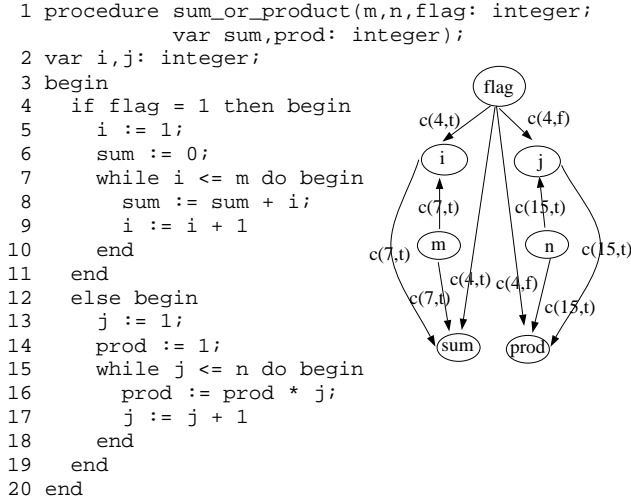 1 procedure sum_or_product(m,n,flag: integer;
var sum,prod: integer);
2 var i,j: integer;
3 begin
4 if flag = 1 then begin
5 i := 1;
6 sum := 0;
7 while i <= m do begin
8 sum := sum + i;
9 i := i + 1
10 end
11 end
12 else begin
13 j := 1;
14 prod := 1;
15 while j <= n do begin
16 prod := prod * j;
17 j := j + 1
18 end
19 end
20 end
flag
c(4,t)
c(4,f)
i
j
c(7,t)
c(15,t)
m
n
c(7,t)
c(15,t)
c(4,t)
c(4,f)
c(7,t)
c(15,t)
sum
prod